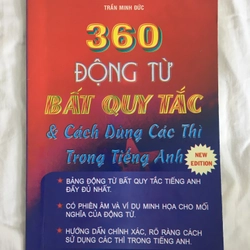 TRẦN MINH ĐỨC
360
ĐỘNG TỪ
BẤT QUY TẮC
& Cách Dùng Các Thì
Trong Tiếng Anh
NEW
EDITION
BẢNG ĐỘNG TỪ BẤT QUY TẮC TIẾNG ANH
ĐẦY ĐỦ NHẤT.
CÓ PHIÊN ÂM VÀ VÍ DỤ MINH HỌA CHO MỖI
NGHĨA CỦA ĐỘNG TỪ.
HƯỚNG DẪN CHÍNH XÁC, RÕ RÀNG CÁCH
SỬ DỤNG CÁC THÌ TRONG TIẾNG ANH.